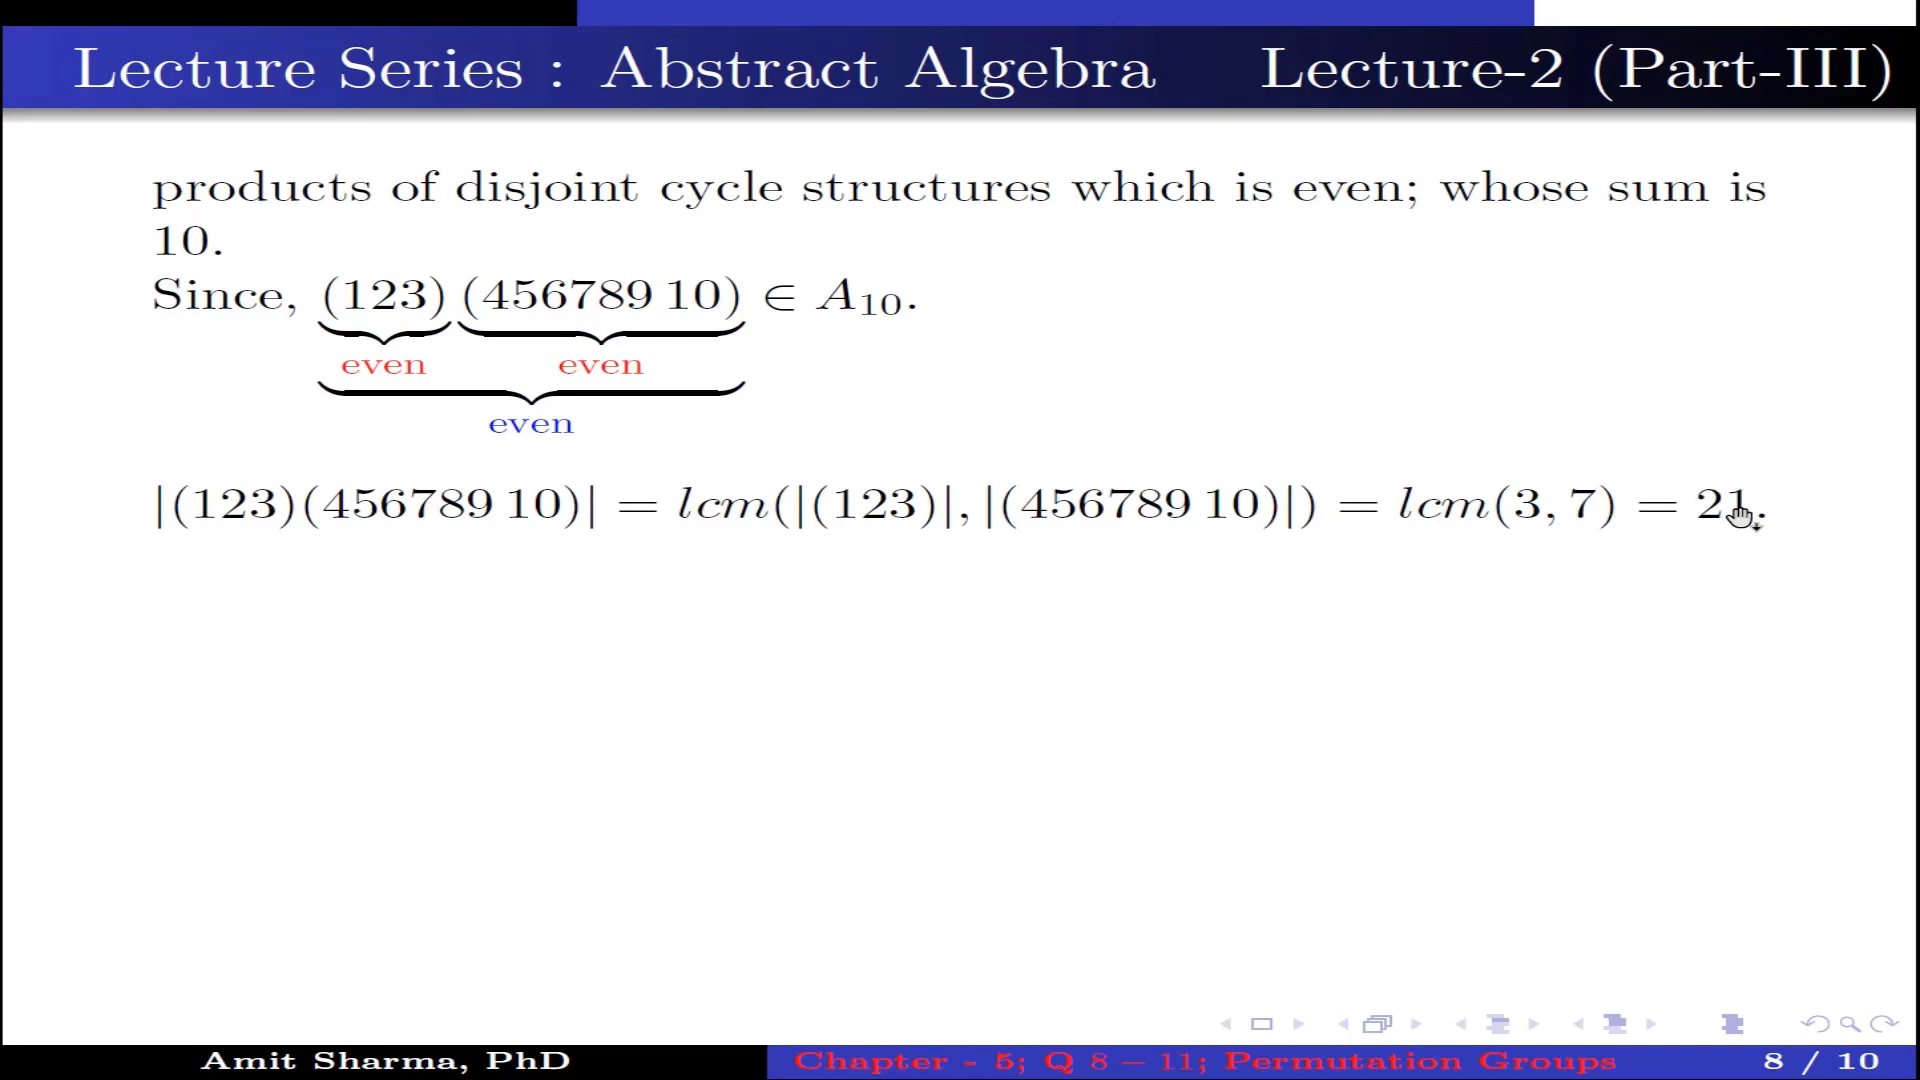 Lecture Series : Abstract Algebra Lecture-2 (Part-III)
products of disjoint cycle structures which is even; whose sum is
10.
Since, (123) (456789 10) ∈ A₁₀.
even even
even
|(123)(456789 10)| = lcm(|(123)|, |(456789 10)|) = lcm(3, 7) = 21.
Amit Sharma, PhD Chapter - 5; Q 8 – 11; Permutation Groups 8 / 10